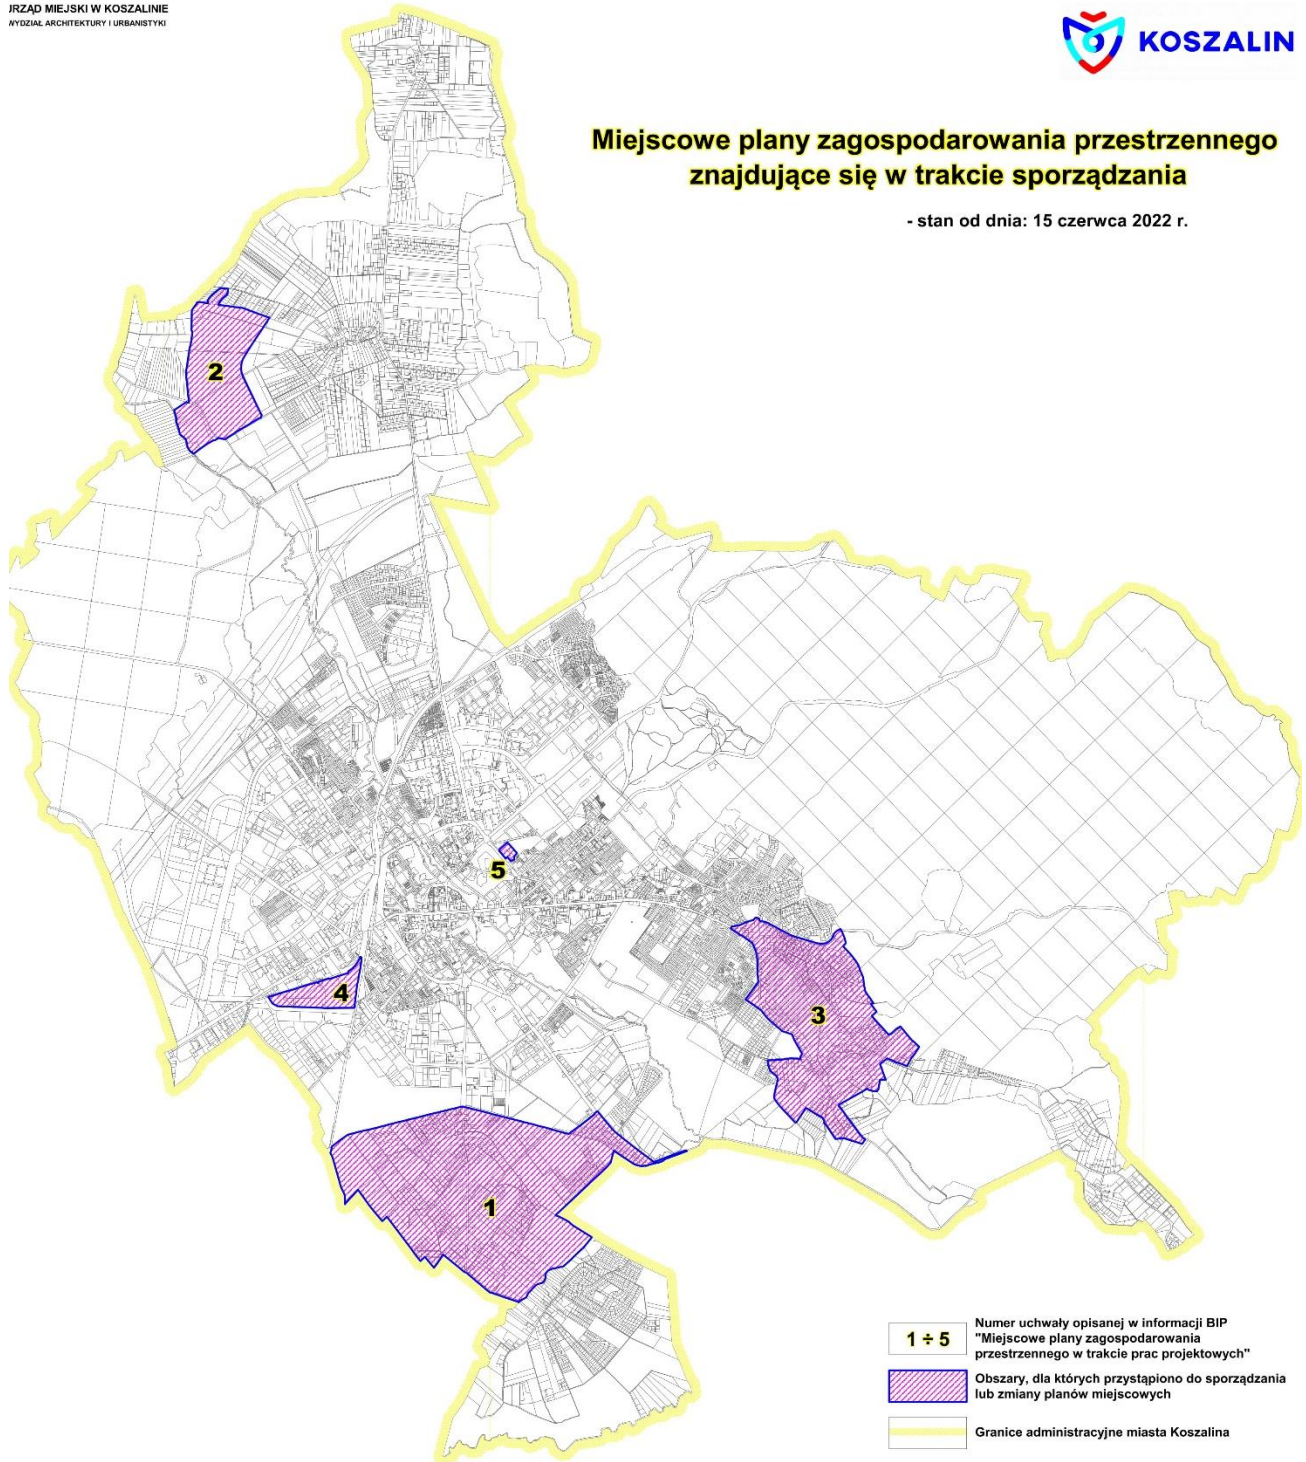 URZĄD MIEJSKI W KOSZALINIE
WYDZIAŁ ARCHITEKTURY I URBANISTYKI
KOSZALIN
Miejscowe plany zagospodarowania przestrzennego
znajdujące się w trakcie sporządzania
- stan od dnia: 15 czerwca 2022 r.
2
5
4
3
1
1 ÷ 5
Numer uchwały opisanej w informacji BIP
"Miejscowe plany zagospodarowania
przestrzennego w trakcie prac projektowych"
Obszary, dla których przystąpiono do sporządzania
lub zmiany planów miejscowych
Granice administracyjne miasta Koszalina